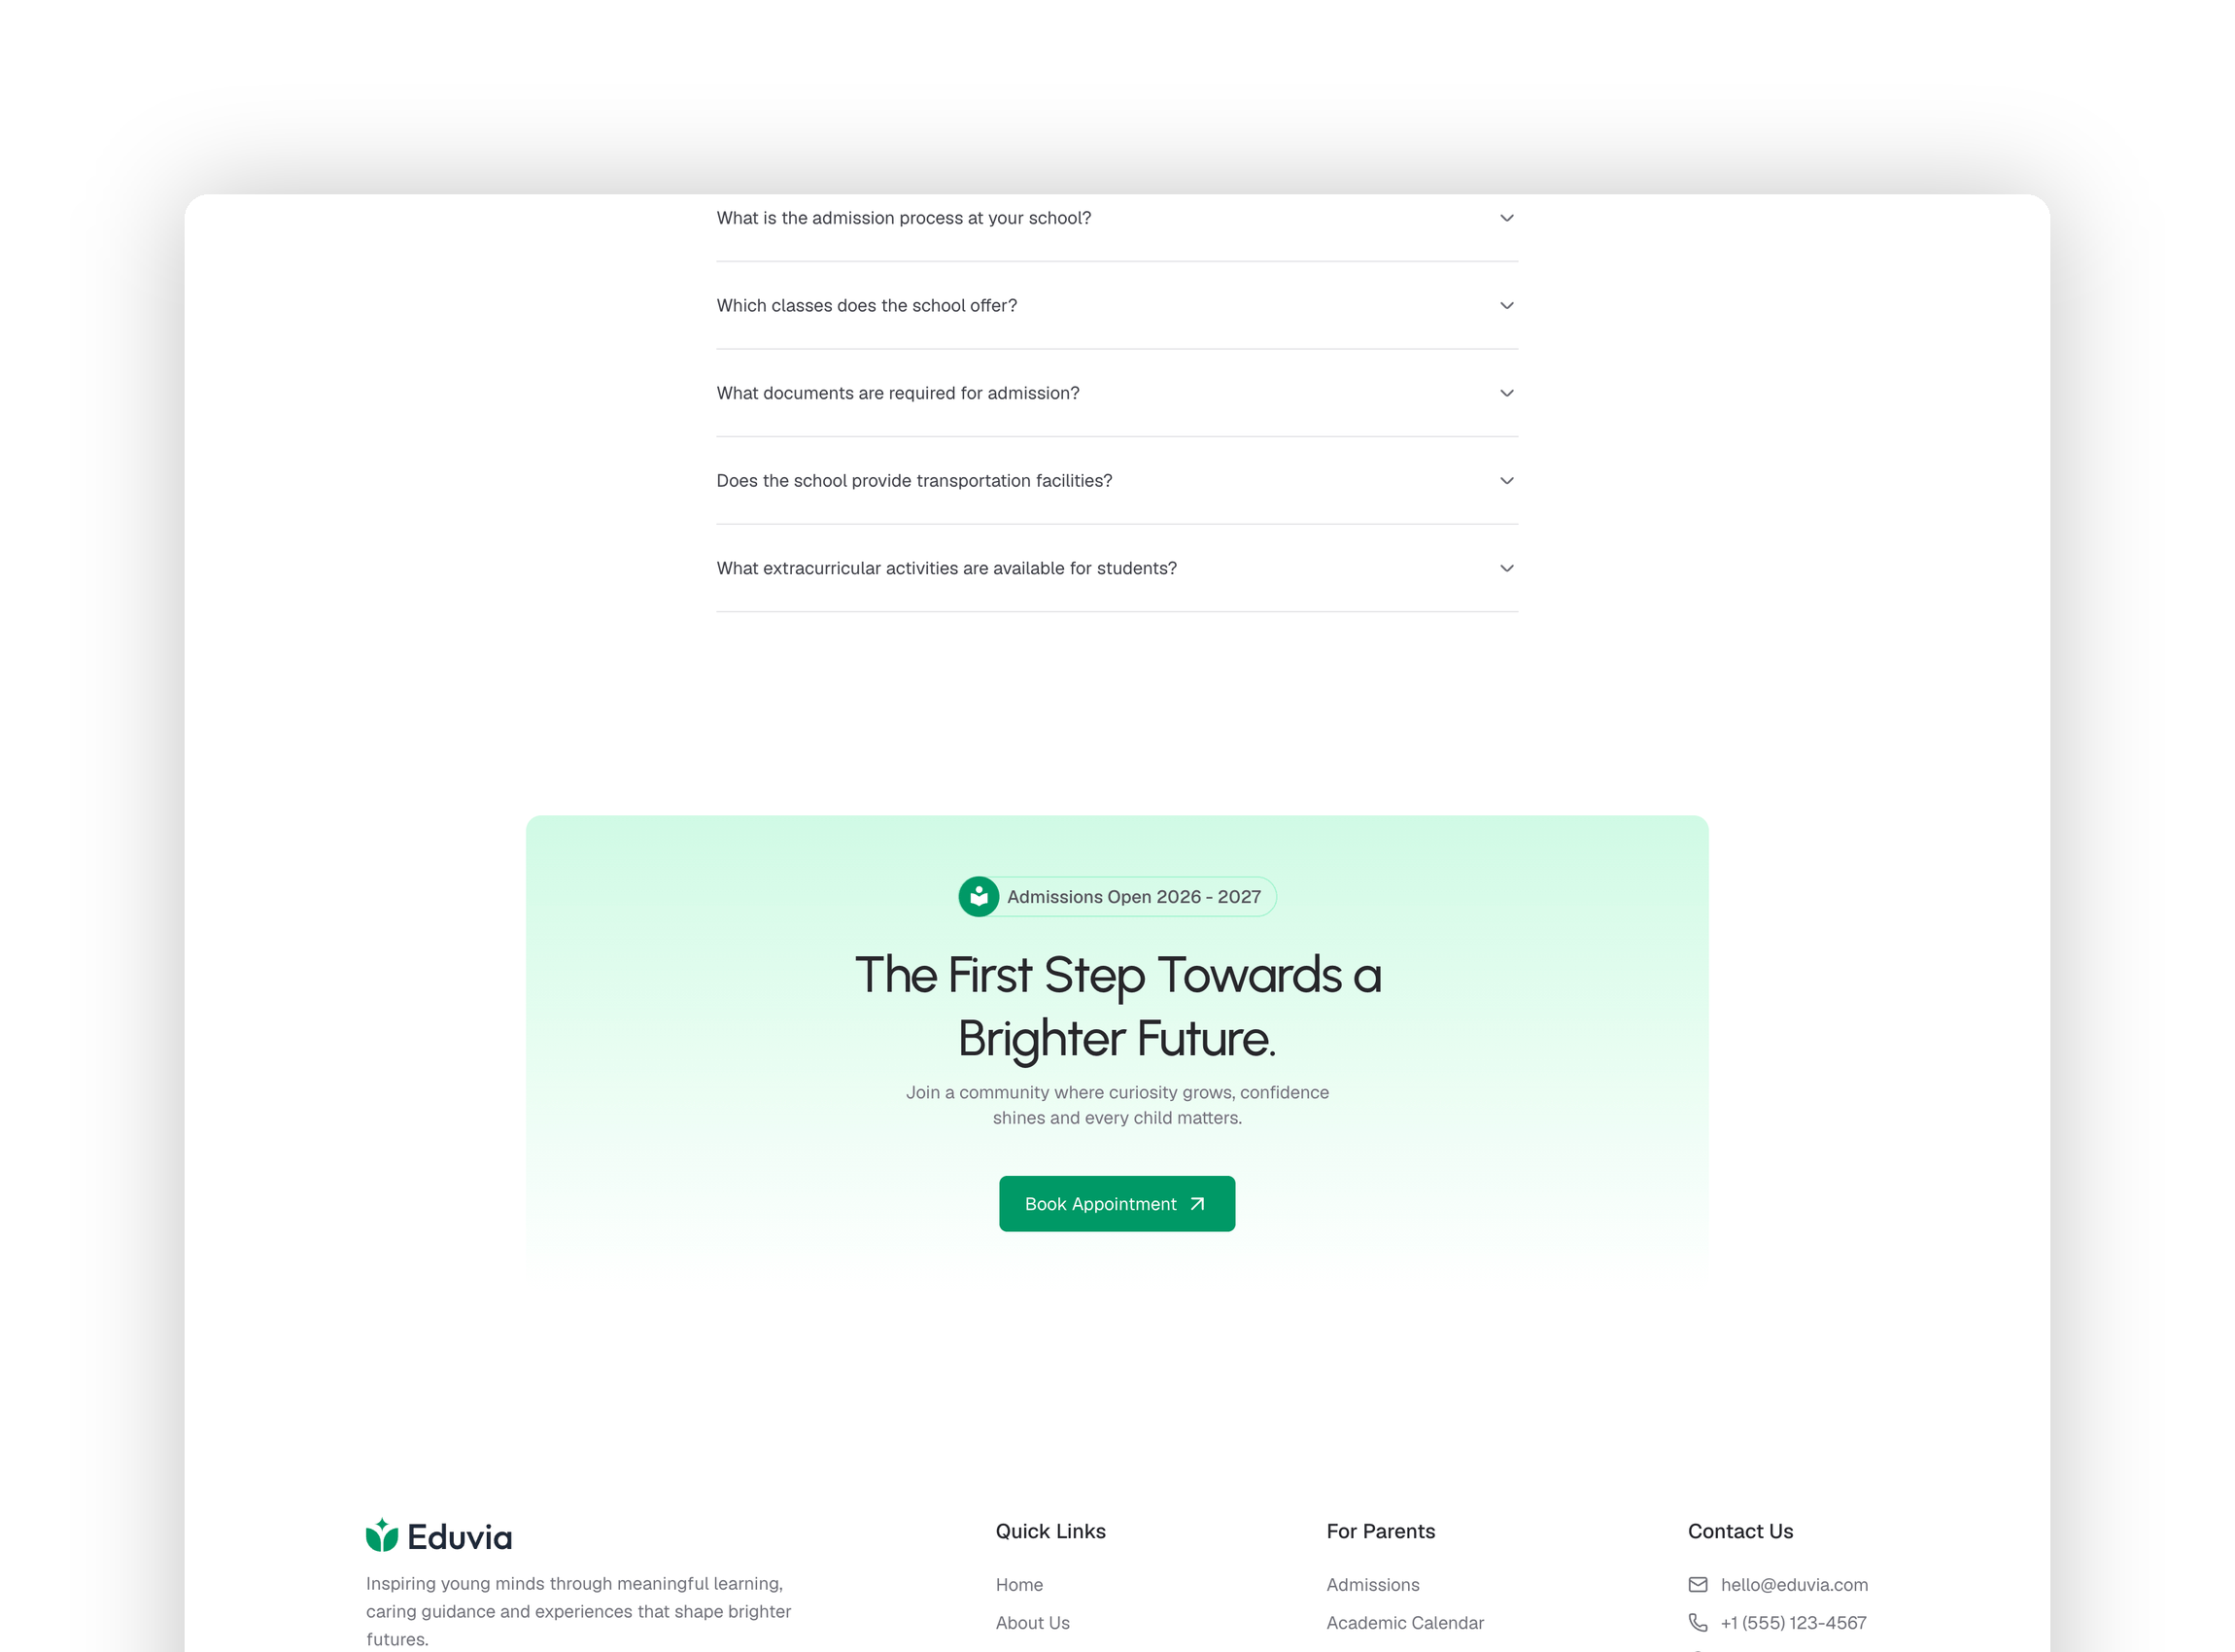 What is the admission process at your school?
Which classes does the school offer?
What documents are required for admission?
Does the school provide transportation facilities?
What extracurricular activities are available for students?
Admissions Open 2026 - 2027
The First Step Towards a
Brighter Future.
Join a community where curiosity grows, confidence
shines and every child matters.
Book Appointment
Eduvia
Inspiring young minds through meaningful learning,
caring guidance and experiences that shape brighter
futures.
Quick Links
Home
About Us
For Parents
Admissions
Academic Calendar
Contact Us
hello@eduvia.com
+1 (555) 123-4567